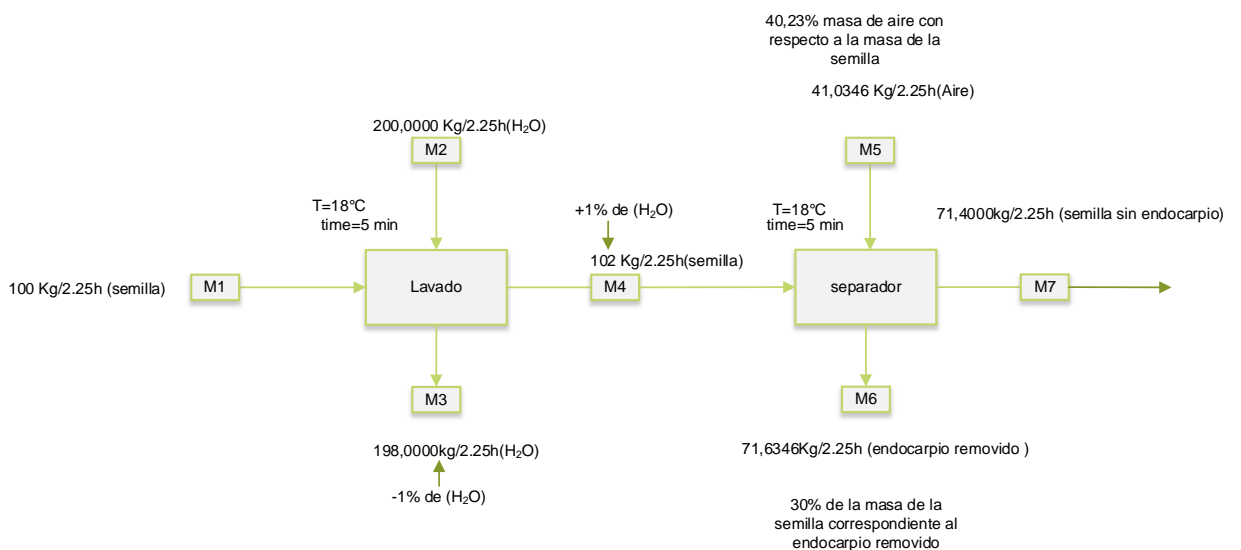 40,23% masa de aire con
respecto a la masa de la
semilla
41,0346 Kg/2.25h(Aire)
200,0000 Kg/2.25h(H₂O)
M2
M5
T=18°C
time=5 min
+1% de (H₂O)
T=18°C
time=5 min
71,4000kg/2.25h (semilla sin endocarpio)
102 Kg/2.25h(semilla)
100 Kg/2.25h (semilla)
M1
Lavado
M4
separador
M7
M3
M6
198,0000kg/2.25h(H₂O)
71,6346Kg/2.25h (endocarpio removido )
-1% de (H₂O)
30% de la masa de la
semilla correspondiente al
endocarpio removido